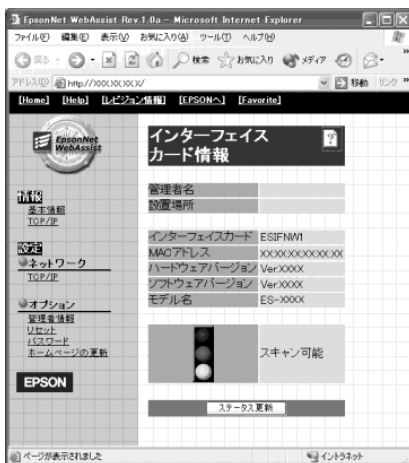 EpsonNet WebAssist Rev.1.0a - Microsoft Internet Explorer
ファイル(F) 編集(E) 表示(V) お気に入り(A) ツール(T) ヘルプ(H)
戻る 検索 お気に入り メディア
アドレス(D) http://XXX.XXX.XXX.XXX/ 移動 リンク »
[Home] [Help] [レビジョン情報] [EPSONへ] [Favorite]
EpsonNet
WebAssist
インターフェイス
カード情報
情報
基本情報
TCP/IP
設定
ネットワーク
TCP/IP
オプション
管理者情報
リセット
パスワード
ホームページの更新
EPSON
管理者名
設置場所
インターフェイスカード ESIFNW1
MACアドレス XXXXXXXXXXXX
ハードウェアバージョン Ver.XXXX
ソフトウェアバージョン Ver.XXXX
モデル名 ES-XXXX
スキャン可能
ステータス更新
ページが表示されました イントラネット